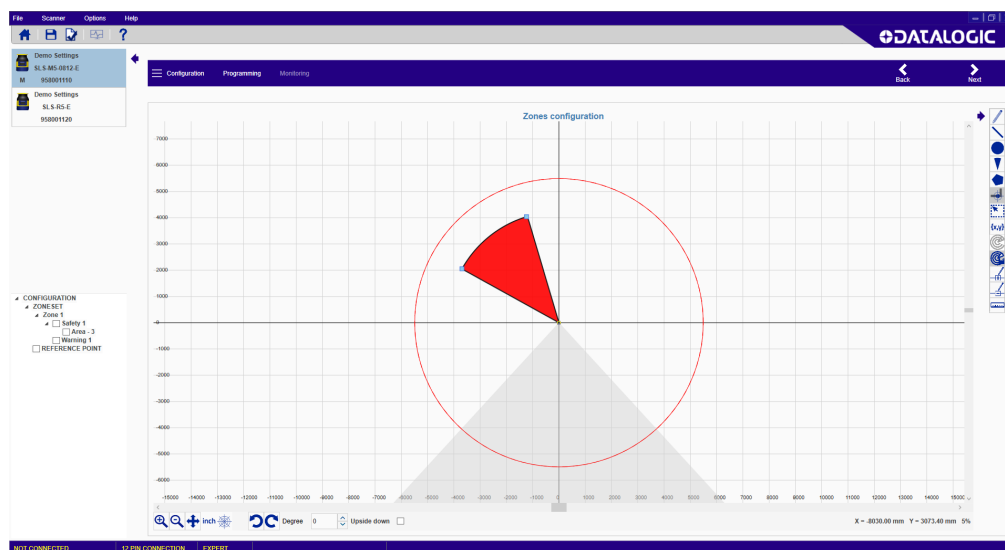 File Scanner Options Help
DATALOGIC
Demo Settings
SLS-M5-0812-E
M 958001110
Demo Settings
SLS-R5-E
958001120
Configuration Programming Monitoring Back Next
Zones configuration
7000
6000
5000
4000
3000
2000
1000
-0
-1000
-2000
-3000
-4000
-5000
-6000
-15000 -14000 -13000 -12000 -11000 -10000 -9000 -8000 -7000 -6000 -5000 -4000 -3000 -2000 -1000 0 1000 2000 3000 4000 5000 6000 7000 8000 9000 10000 11000 12000 13000 14000 15000
{x,y}
CONFIGURATION
ZONESET
Zone 1
Safety 1
Area - 3
Warning 1
REFERENCE POINT
inch Degree 0 Upside down
X = -8030.00 mm Y = 3073.40 mm 5%
NOT CONNECTED 12 PIN CONNECTION EXPERT